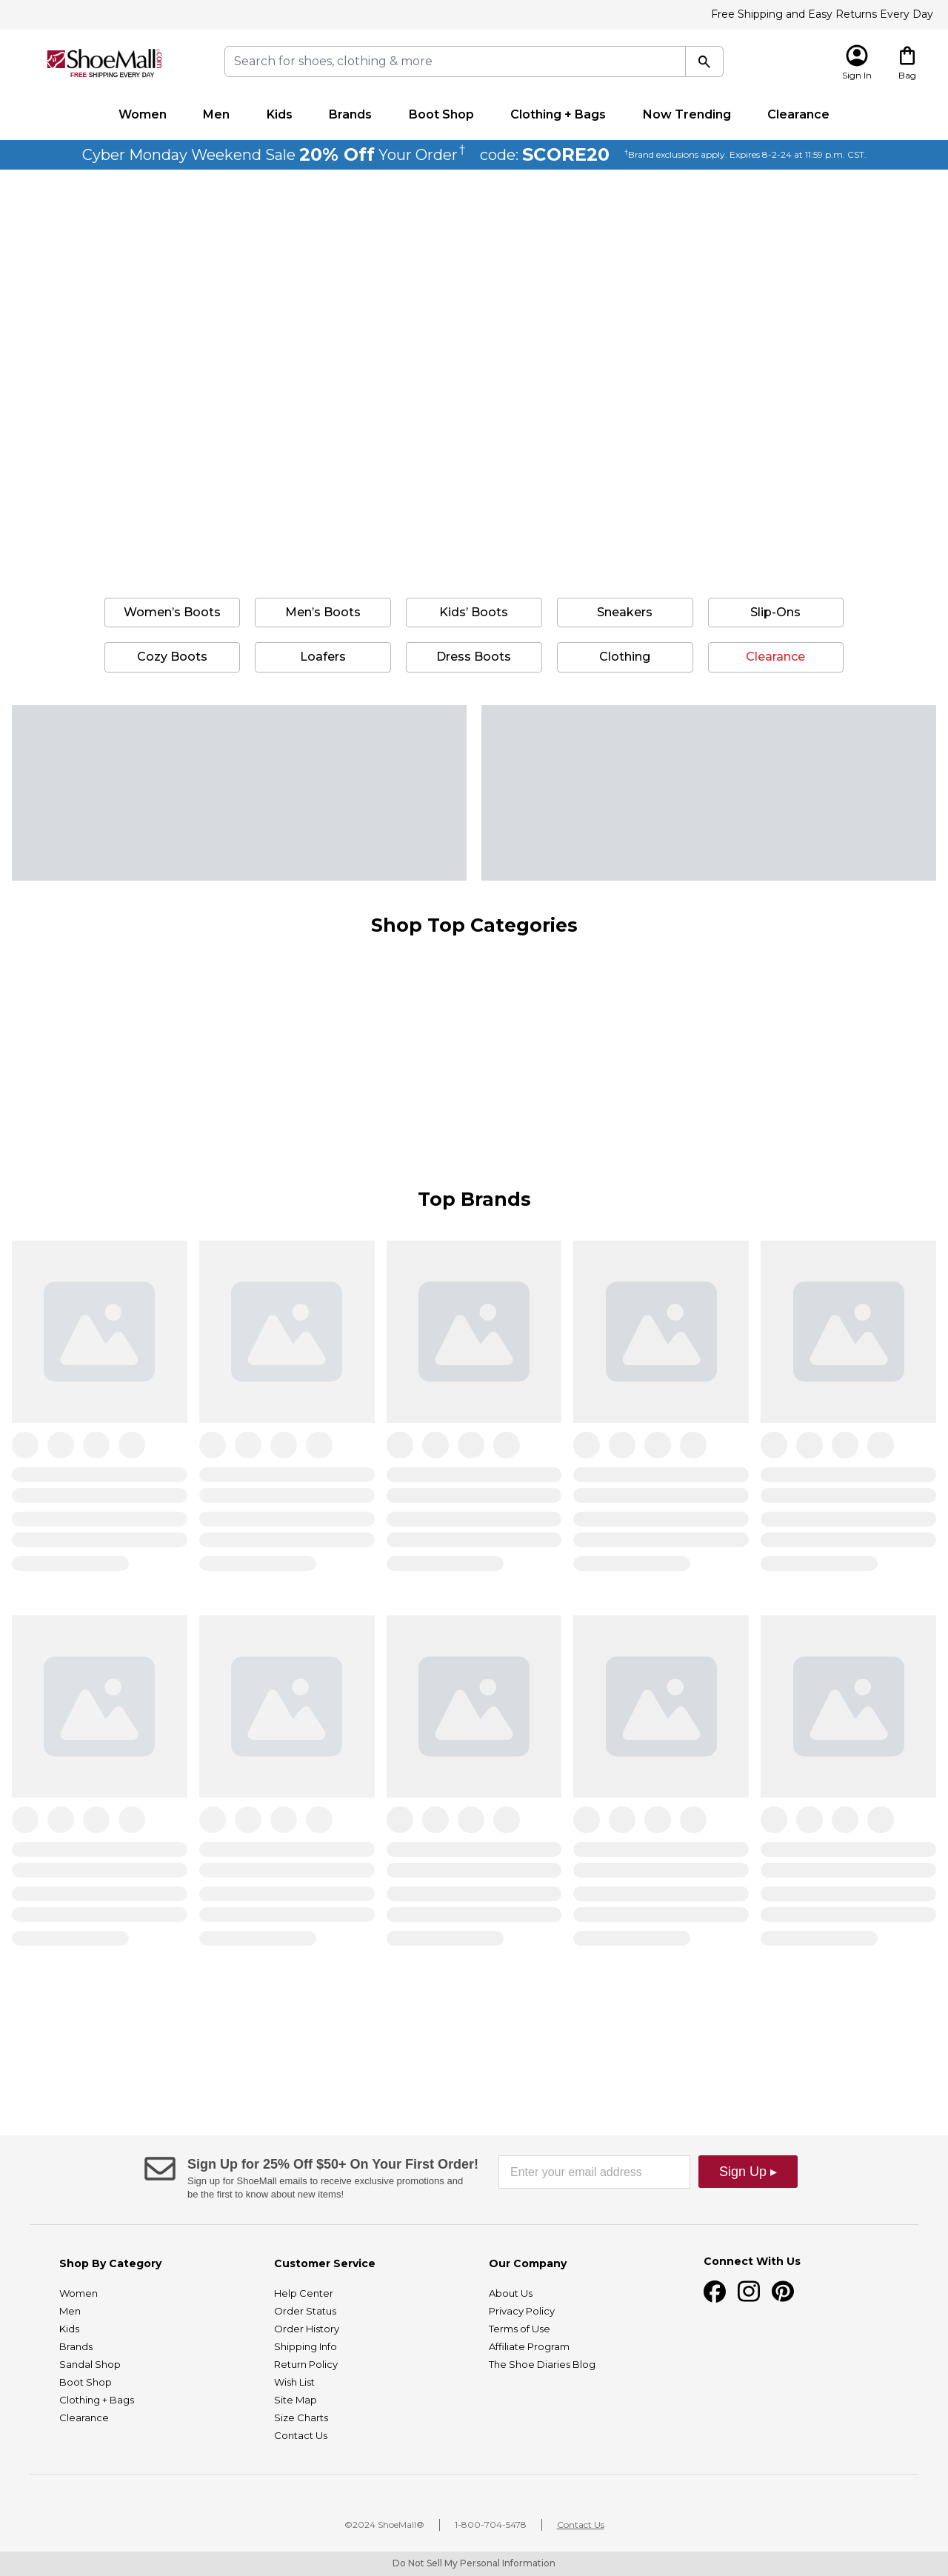 Free Shipping and Easy Returns Every Day
ShoeMall.com
FREE SHIPPING EVERY DAY
Search for shoes, clothing & more
Sign In
Bag
Women Men Kids Brands Boot Shop Clothing + Bags Now Trending Clearance
Cyber Monday Weekend Sale 20% Off Your Order† code: SCORE20 †Brand exclusions apply. Expires 8-2-24 at 11:59 p.m. CST.
Women’s Boots Men’s Boots Kids’ Boots Sneakers Slip-Ons
Cozy Boots Loafers Dress Boots Clothing Clearance
Shop Top Categories
Top Brands
Sign Up for 25% Off $50+ On Your First Order!
Sign up for ShoeMall emails to receive exclusive promotions and
be the first to know about new items!
Enter your email address
Sign Up ▸
Shop By Category
Women
Men
Kids
Brands
Sandal Shop
Boot Shop
Clothing + Bags
Clearance
Customer Service
Help Center
Order Status
Order History
Shipping Info
Return Policy
Wish List
Site Map
Size Charts
Contact Us
Our Company
About Us
Privacy Policy
Terms of Use
Affiliate Program
The Shoe Diaries Blog
Connect With Us
©2024 ShoeMall® 1-800-704-5478 Contact Us
Do Not Sell My Personal Information